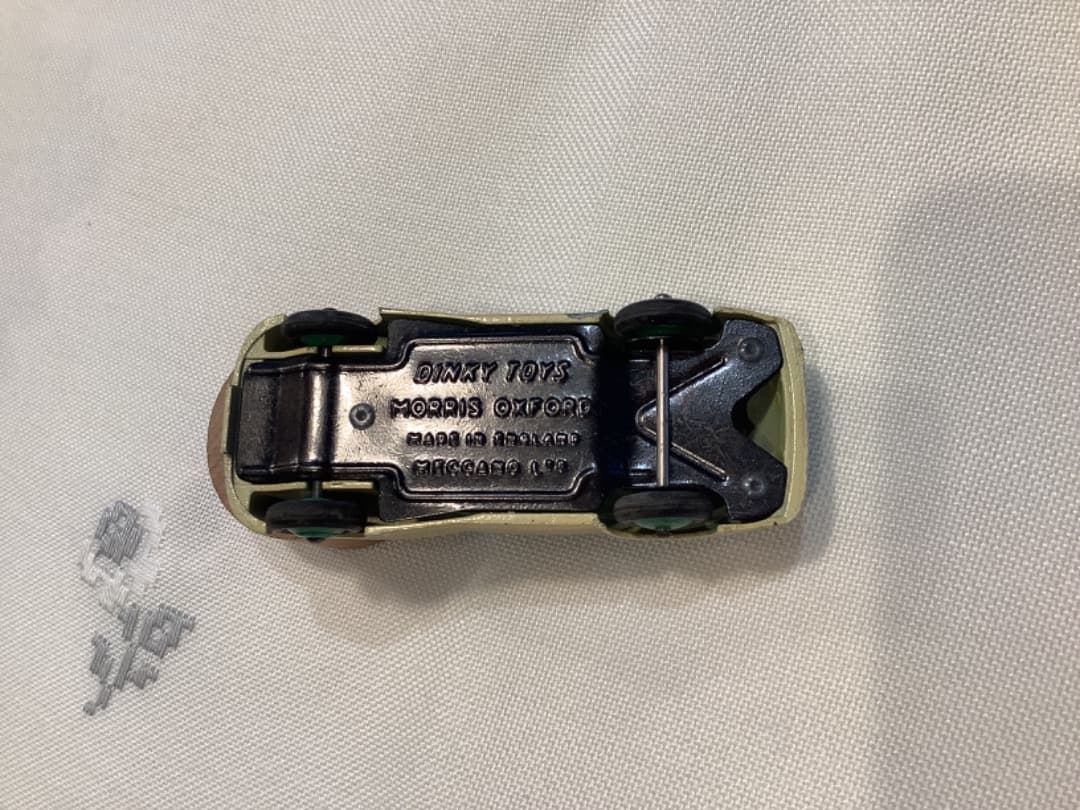 DINKY TOYS
MORRIS OXFORD
MADE IN ENGLAND
MECCANO LTD